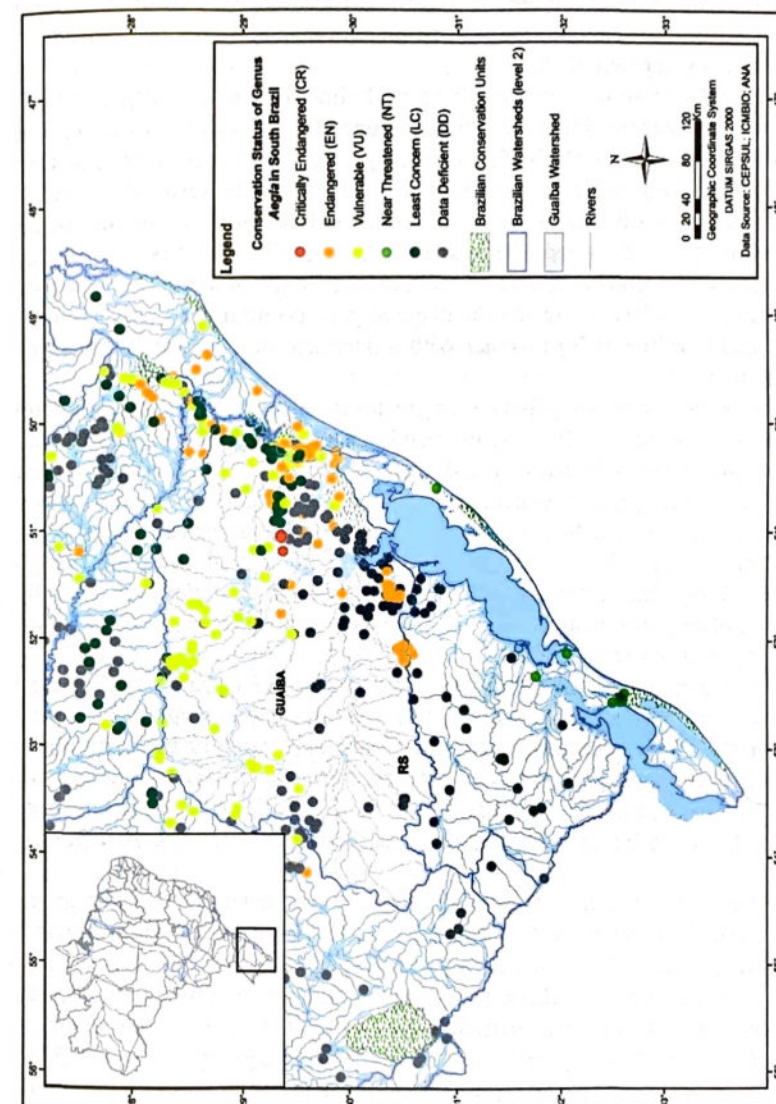 56°
55°
54°
53°
52°
51°
50°
49°
48°
47°
-28°
-29°
-30°
-31°
-32°
-33°
GUAÍBA
RS
Legend
Conservation Status of Genus
Aegla in South Brazil
Critically Endangered (CR)
Endangered (EN)
Vulnerable (VU)
Near Threatened (NT)
Least Concern (LC)
Data Deficient (DD)
Brazilian Conservation Units
Brazilian Watersheds (level 2)
Guaíba Watershed
Rivers
N
0 20 40 80 120
Km
Geographic Coordinate System
DATUM SIRGAS 2000
Data Source: CEPSUL; ICMBIO; ANA